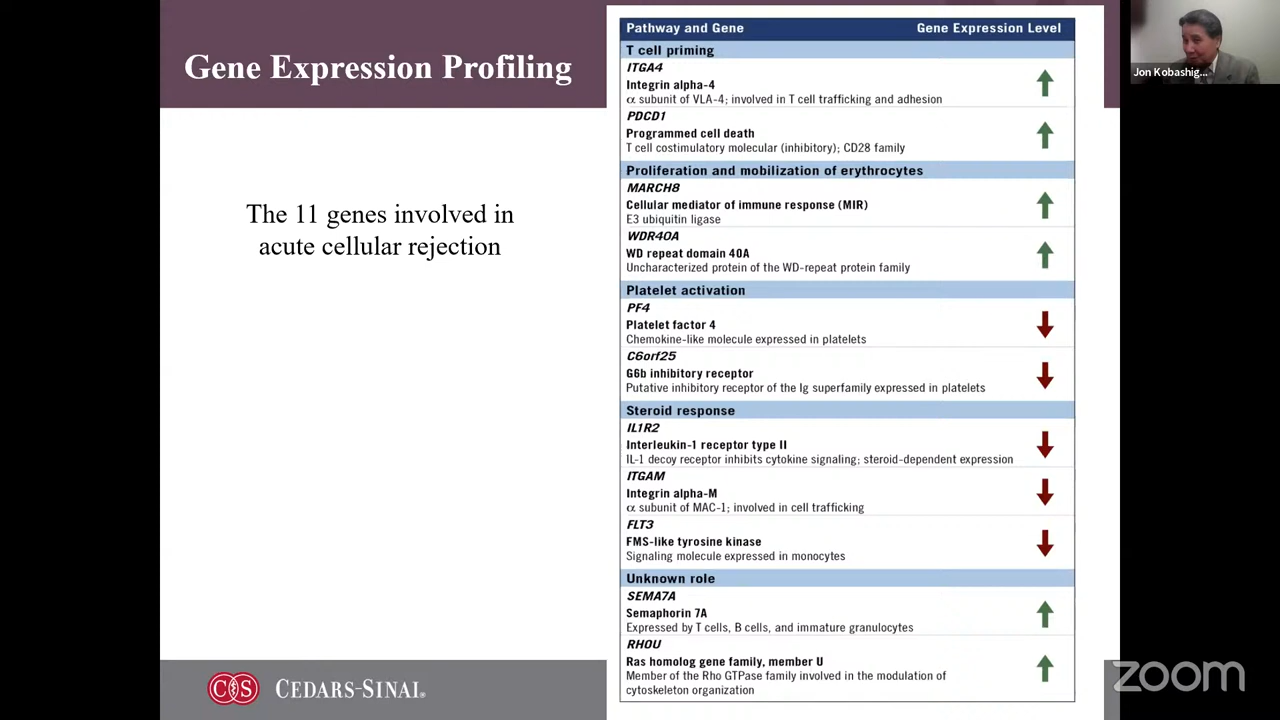 Gene Expression Profiling
The 11 genes involved in
acute cellular rejection
Pathway and Gene Gene Expression Level
T cell priming
ITGA4
Integrin alpha-4
α subunit of VLA-4; involved in T cell trafficking and adhesion
PDCD1
Programmed cell death
T cell costimulatory molecular (inhibitory); CD28 family
Proliferation and mobilization of erythrocytes
MARCH8
Cellular mediator of immune response (MIR)
E3 ubiquitin ligase
WDR40A
WD repeat domain 40A
Uncharacterized protein of the WD-repeat protein family
Platelet activation
PF4
Platelet factor 4
Chemokine-like molecule expressed in platelets
C6orf25
G6b inhibitory receptor
Putative inhibitory receptor of the Ig superfamily expressed in platelets
Steroid response
IL1R2
Interleukin-1 receptor type II
IL-1 decoy receptor inhibits cytokine signaling; steroid-dependent expression
ITGAM
Integrin alpha-M
α subunit of MAC-1; involved in cell trafficking
FLT3
FMS-like tyrosine kinase
Signaling molecule expressed in monocytes
Unknown role
SEMA7A
Semaphorin 7A
Expressed by T cells, B cells, and immature granulocytes
RHOU
Ras homolog gene family, member U
Member of the Rho GTPase family involved in the modulation of
cytoskeleton organization
CEDARS-SINAI®
Jon Kobashig...
zoom